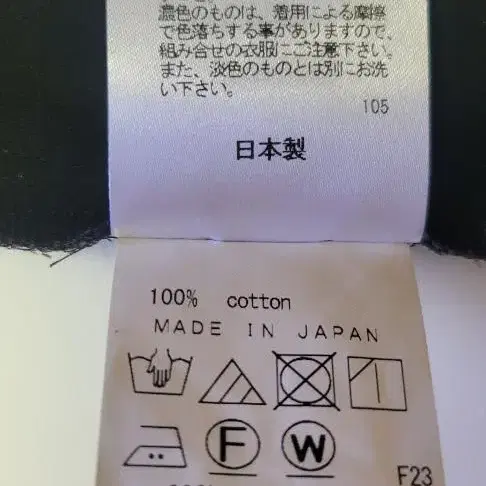 濃色のものは、着用による摩擦
で色落ちする事がありますので、
組み合せの衣服にご注意下さい。
また、淡色のものとは別にお洗
い下さい。
105
日本製
100% cotton
MADE IN JAPAN
F
W
F23